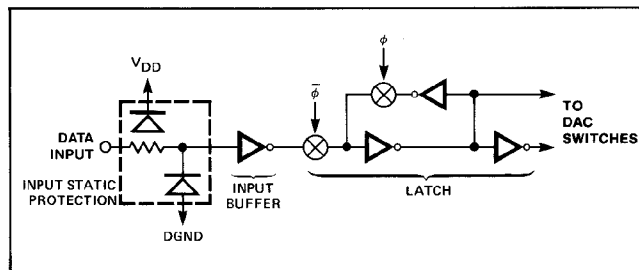 V_DD
φ
φ̅
DATA
INPUT
INPUT STATIC
PROTECTION
DGND
INPUT
BUFFER
LATCH
TO
DAC
SWITCHES